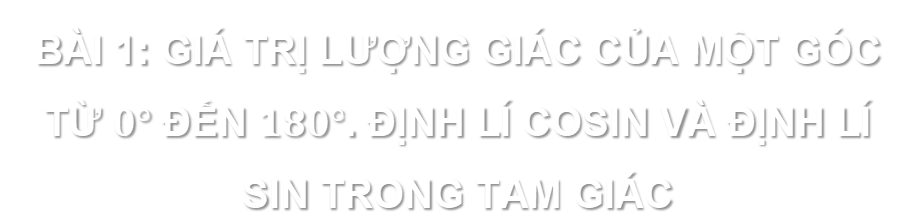 BÀI 1: GIÁ TRỊ LƯỢNG GIÁC CỦA MỘT GÓC
TỪ 0° ĐẾN 180°. ĐỊNH LÍ COSIN VÀ ĐỊNH LÍ
SIN TRONG TAM GIÁC